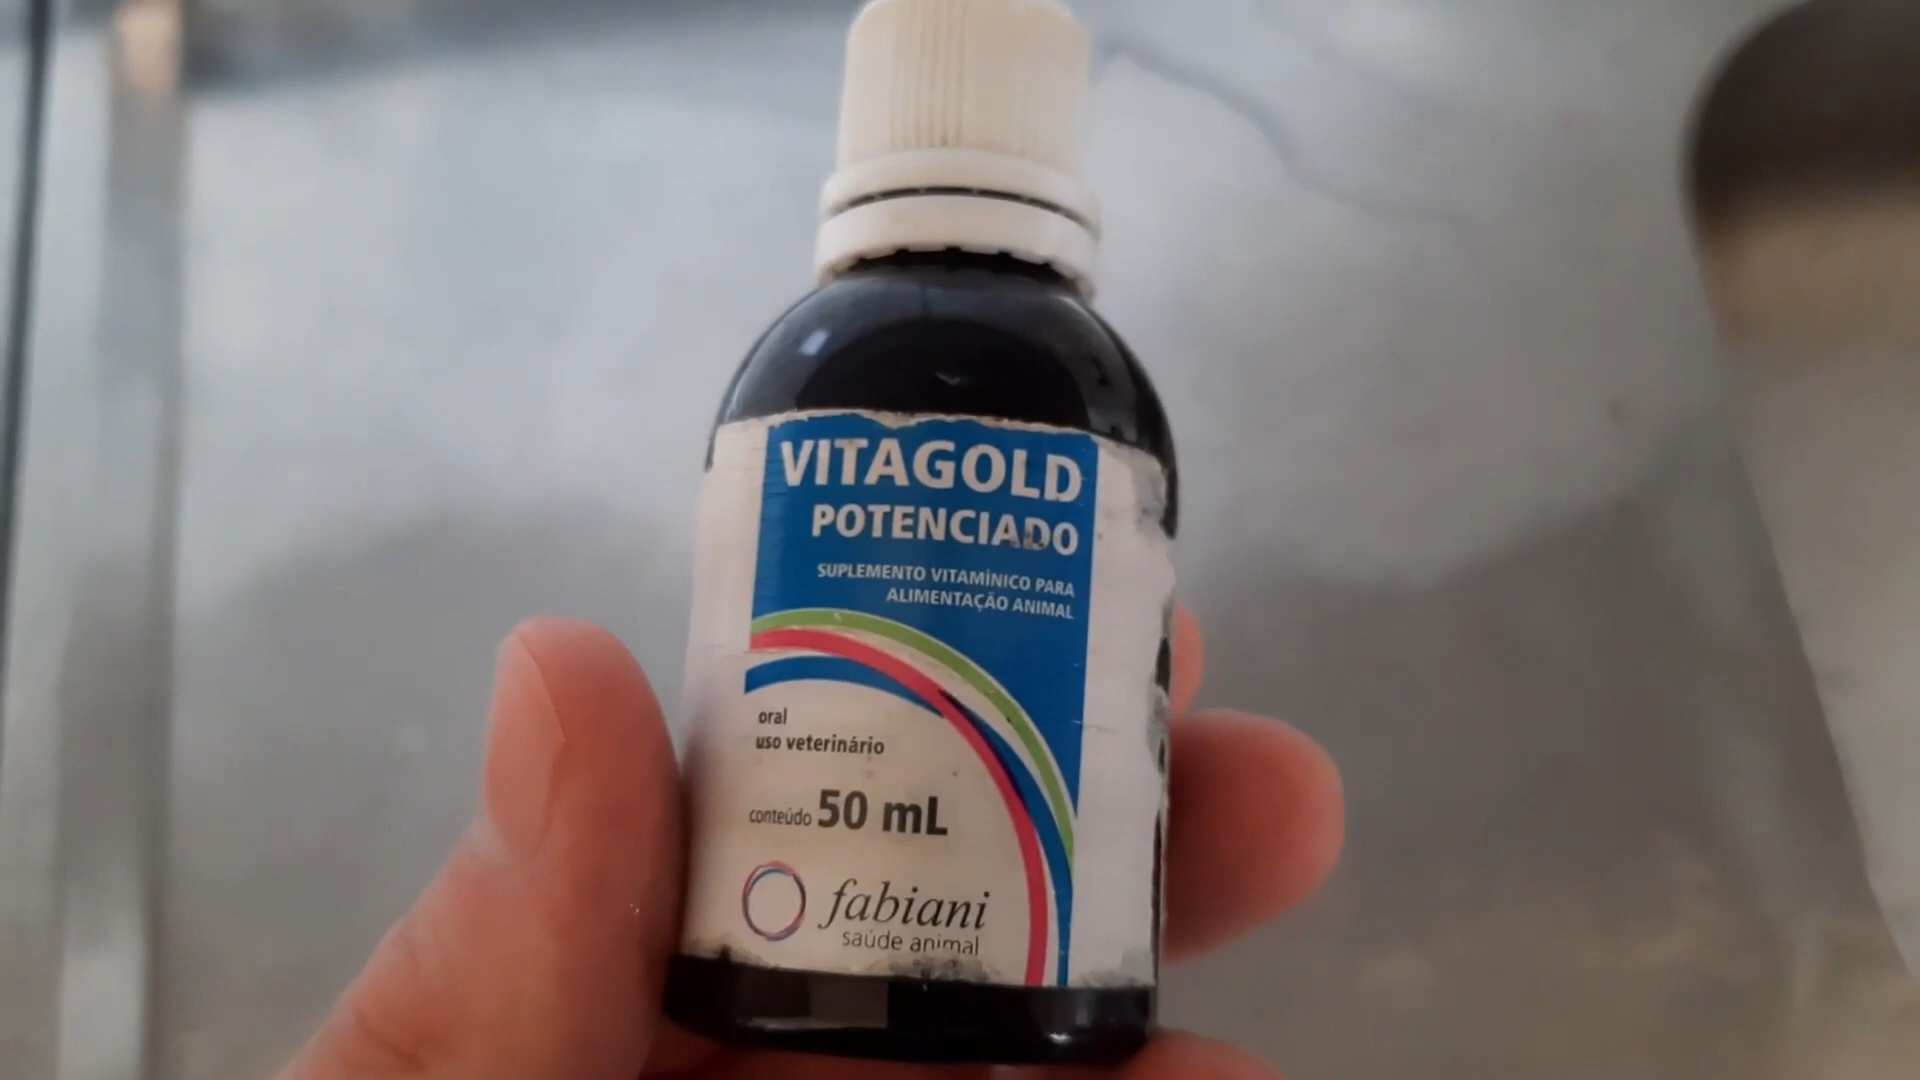 VITAGOLD
POTENCIADO
SUPLEMENTO VITAMÍNICO PARA
ALIMENTAÇÃO ANIMAL
oral
uso veterinário
conteúdo 50 mL
fabiani
saúde animal